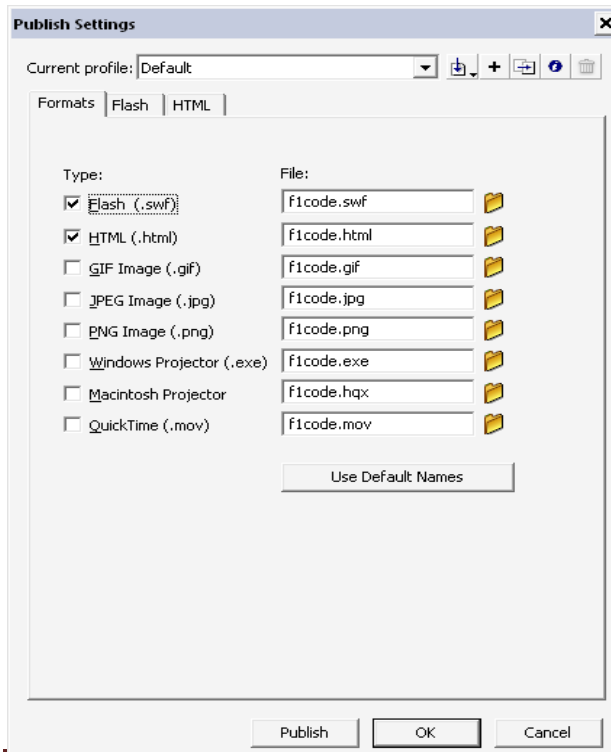 Publish Settings
Current profile: Default
Formats Flash HTML
Type: File:
Flash (.swf) f1code.swf
HTML (.html) f1code.html
GIF Image (.gif) f1code.gif
JPEG Image (.jpg) f1code.jpg
PNG Image (.png) f1code.png
Windows Projector (.exe) f1code.exe
Macintosh Projector f1code.hqx
QuickTime (.mov) f1code.mov
Use Default Names
Publish OK Cancel